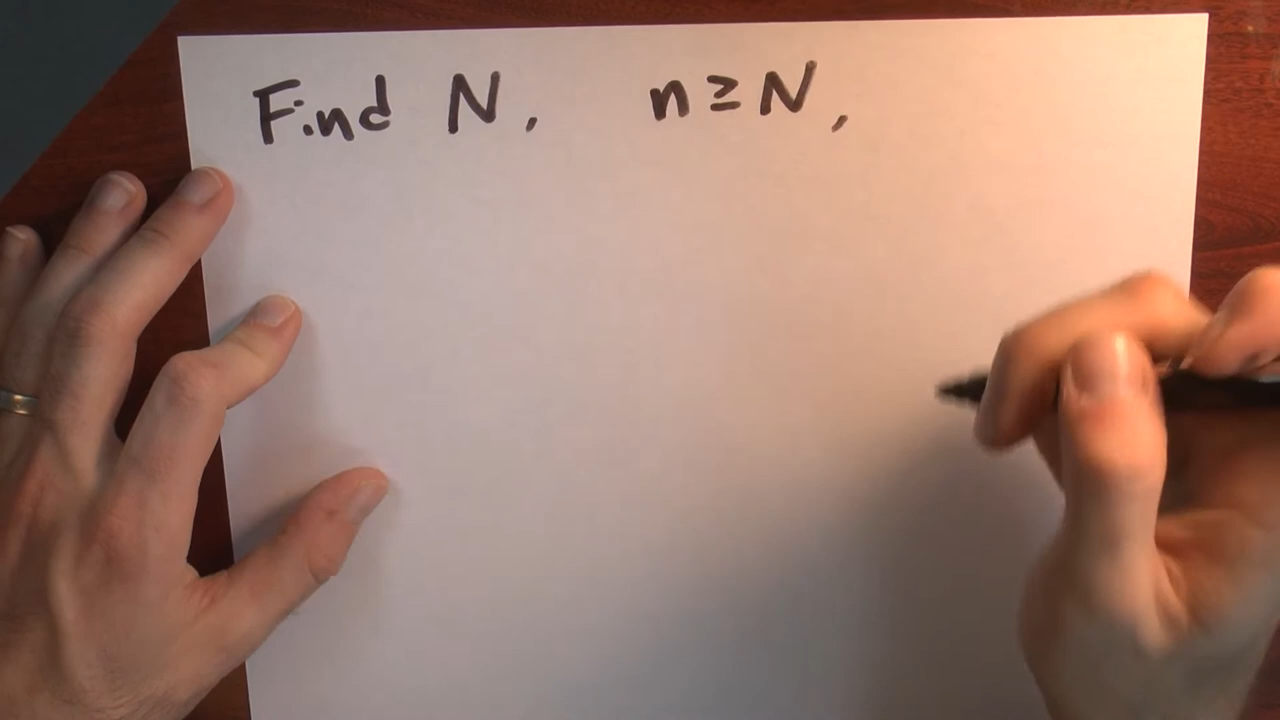 Find N, n ≥ N,